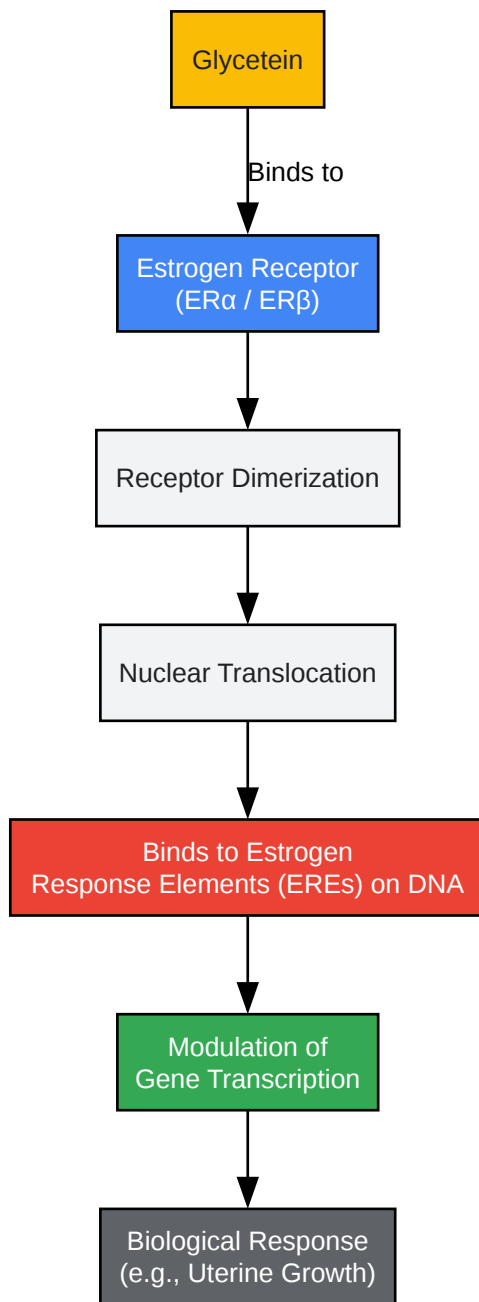 Glycetein
Binds to
Estrogen Receptor
(ERα / ERβ)
Receptor Dimerization
Nuclear Translocation
Binds to Estrogen
Response Elements (EREs) on DNA
Modulation of
Gene Transcription
Biological Response
(e.g., Uterine Growth)